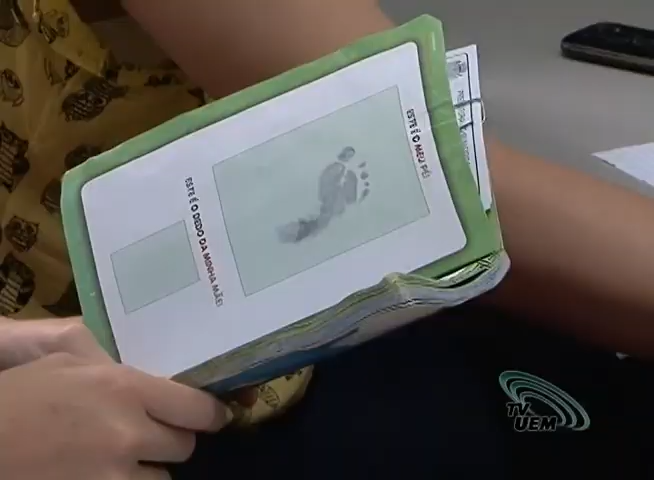 ESTE É O MEU PÉ!
ESTE É O DEDO DA MINHA MÃE!
TV
UEM